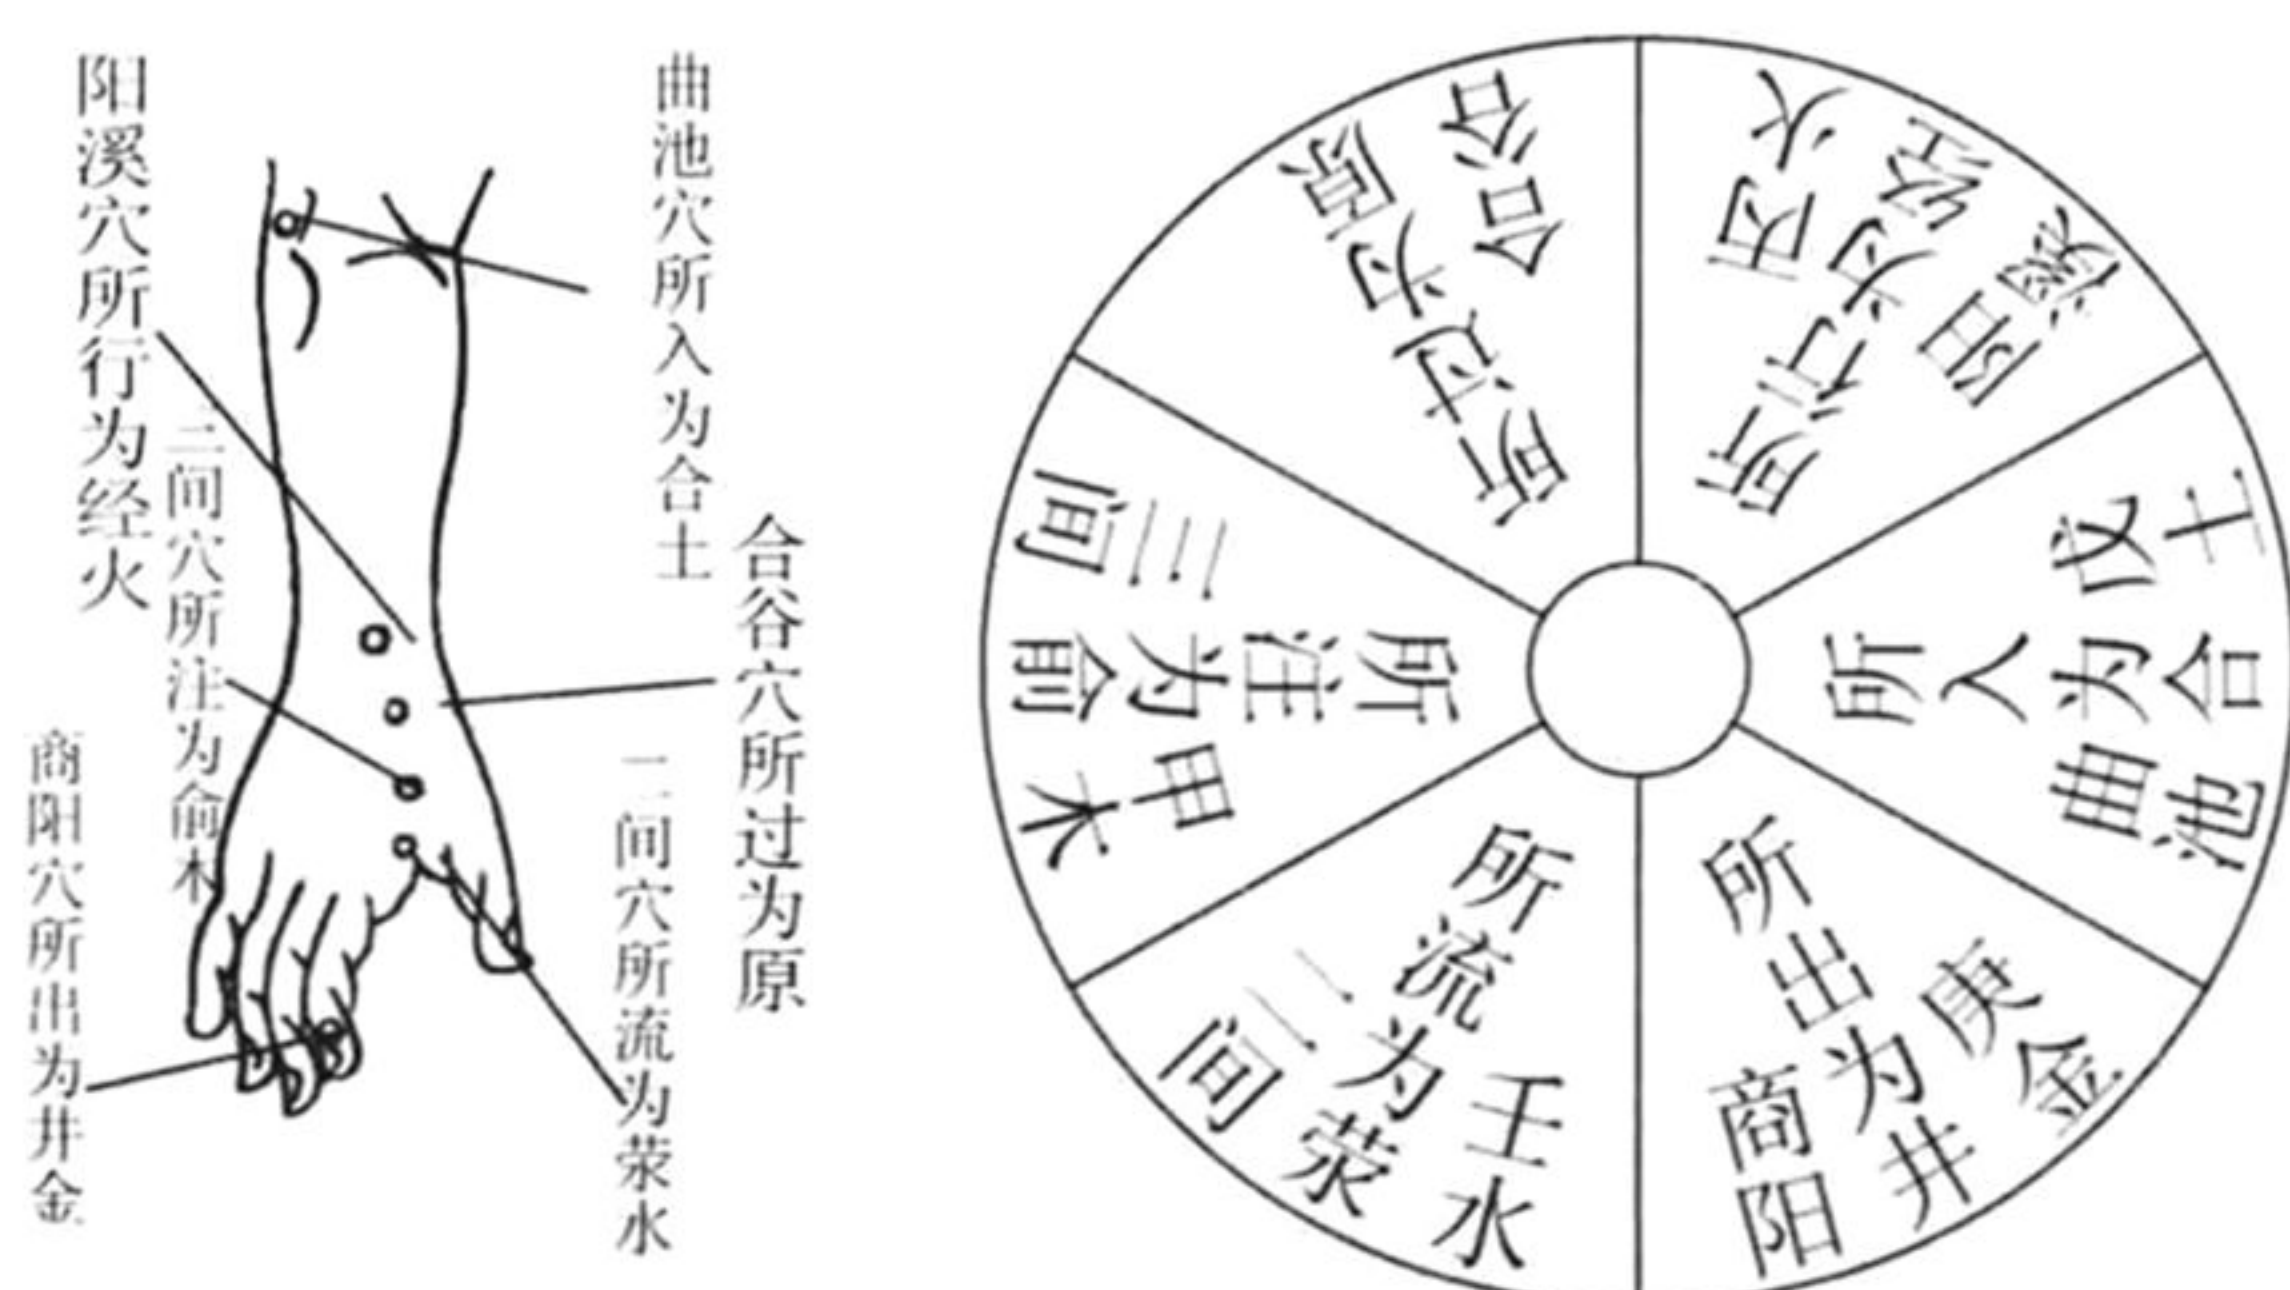 阳溪穴所行为经火
三间穴所注为俞木
商阳穴所出为井金
曲池穴所入为合土
合谷穴所过为原
二间穴所流为荥水
合谷
所过为原
丙火
所行为经
阳溪
戊土
所入为合
曲池
庚金
所出为井
商阳
壬水
所流为荥
二间
三间
所注为俞
甲木